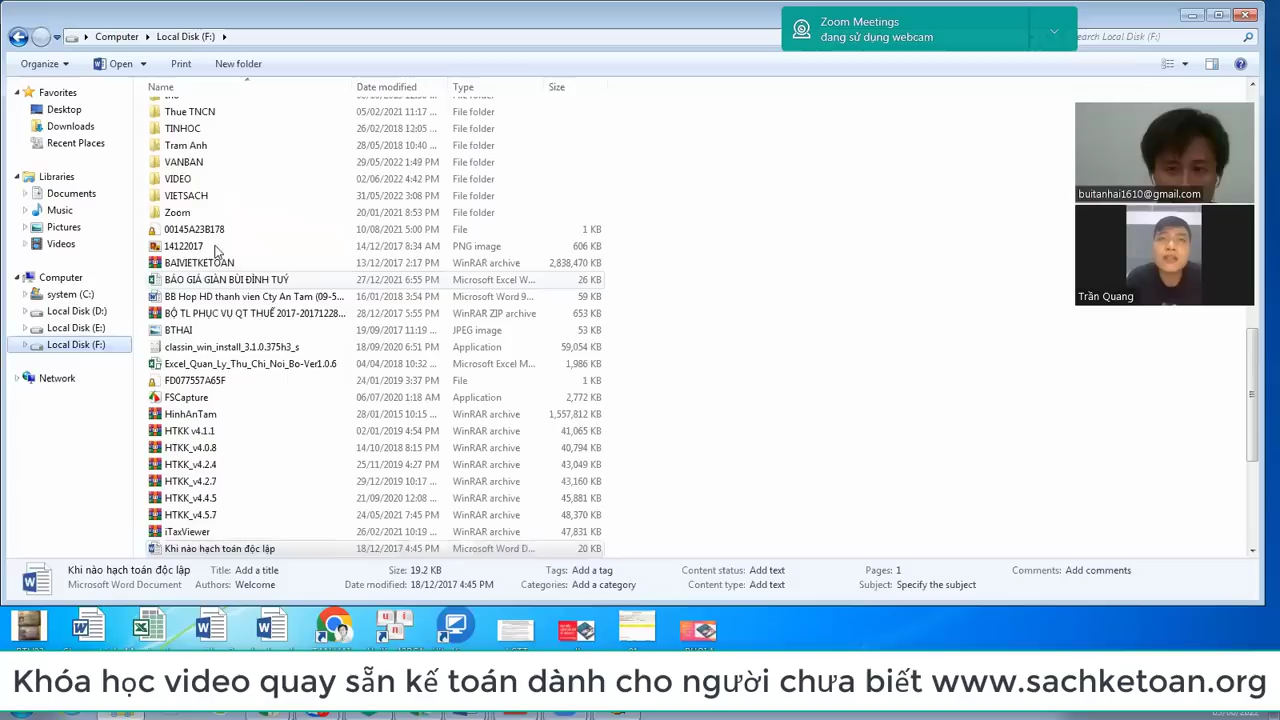 Zoom Meetings
đang sử dụng webcam
Computer
Local Disk (F:)
earch Local Disk (F:)
Organize
Open
Print
New folder
Name
Date modified
Type
Size
Favorites
Desktop
Downloads
Recent Places
Libraries
Documents
Music
Pictures
Videos
Computer
system (C:)
Local Disk (D:)
Local Disk (E:)
Local Disk (F:)
Network
Thue TNCN 05/02/2021 11:17 ... File folder
TINHOC 26/02/2018 12:05 ... File folder
Tram Anh 28/05/2018 10:40 ... File folder
VANBAN 29/05/2022 1:49 PM File folder
VIDEO 02/06/2022 4:42 PM File folder
VIETSACH 31/05/2022 3:08 PM File folder
Zoom 20/01/2021 8:53 PM File folder
00145A23B178 10/08/2021 5:00 PM File 1 KB
14122017 14/12/2017 8:34 AM PNG image 606 KB
BAIVIETKETOAN 13/12/2017 2:17 PM WinRAR archive 2,838,470 KB
BÁO GIÁ GIÀN BÙI ĐÌNH TUÝ 27/12/2021 6:55 PM Microsoft Excel W... 26 KB
BB Hop HD thanh vien Cty An Tam (09-5... 16/01/2018 3:54 PM Microsoft Word 9... 59 KB
BỘ TL PHỤC VỤ QT THUẾ 2017-20171228... 28/12/2017 5:55 PM WinRAR ZIP archive 653 KB
BTHAI 19/09/2017 11:19 ... JPEG image 53 KB
classin_win_install_3.1.0.375h3_s 18/09/2020 6:51 PM Application 59,054 KB
Excel_Quan_Ly_Thu_Chi_Noi_Bo-Ver1.0.6 04/04/2018 10:32 ... Microsoft Excel M... 1,986 KB
FD077557A65F 24/01/2019 3:37 PM File 1 KB
FSCapture 06/07/2020 1:18 AM Application 2,772 KB
HinhAnTam 28/01/2015 10:15 ... WinRAR archive 1,557,812 KB
HTKK v4.1.1 02/01/2019 4:54 PM WinRAR archive 41,065 KB
HTKK_v4.0.8 14/10/2018 8:15 PM WinRAR archive 40,794 KB
HTKK_v4.2.4 25/11/2019 4:27 PM WinRAR archive 43,049 KB
HTKK_v4.2.7 29/12/2019 10:17 ... WinRAR archive 43,160 KB
HTKK_v4.4.5 21/09/2020 12:08 ... WinRAR archive 45,881 KB
HTKK_v4.5.7 24/05/2021 7:45 PM WinRAR archive 48,370 KB
iTaxViewer 26/02/2021 10:19 ... WinRAR archive 47,831 KB
Khi nào hạch toán độc lập 18/12/2017 4:45 PM Microsoft Word D... 20 KB
buitanhai1610@gmail.com
Trần Quang
Khi nào hạch toán độc lập Title: Add a title Size: 19.2 KB Tags: Add a tag Content status: Add text Pages: 1 Comments: Add comments
Microsoft Word Document Authors: Welcome Date modified: 18/12/2017 4:45 PM Categories: Add a category Content type: Add text Subject: Specify the subject
Khóa học video quay sẵn kế toán dành cho người chưa biết www.sachketoan.org